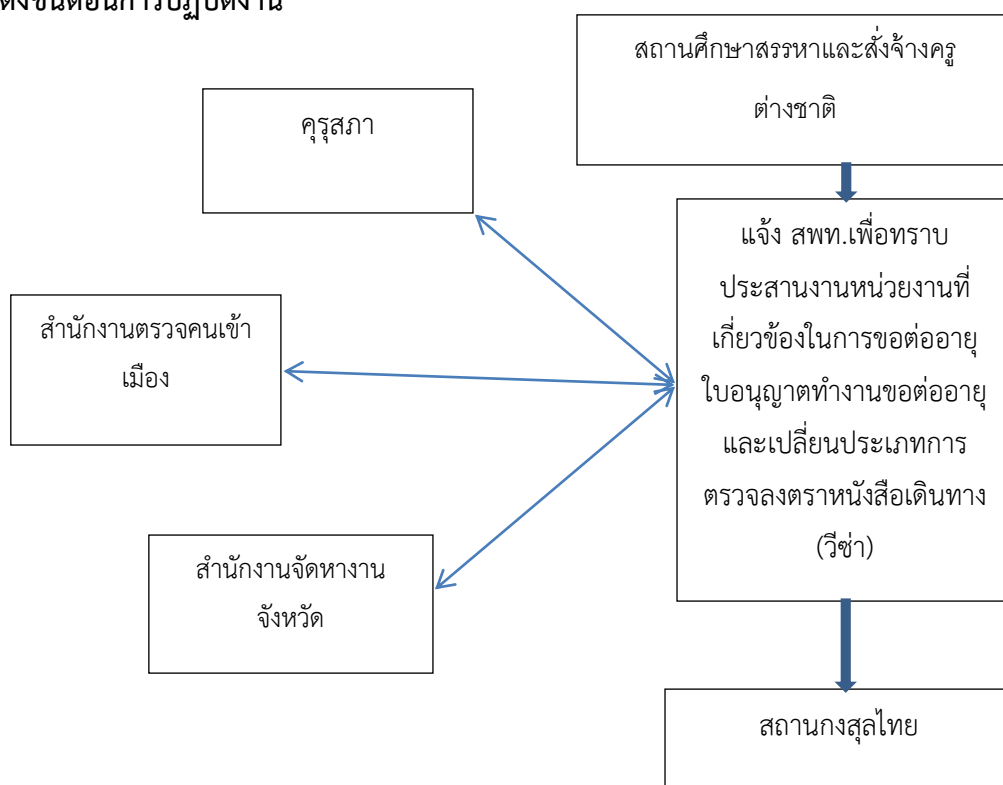 สถานศึกษาสรรหาและสั่งจ้างครู
ต่างชาติ
คุรุสภา
แจ้ง สพท.เพื่อทราบ
ประสานงานหน่วยงานที่
เกี่ยวข้องในการขอต่ออายุ
ใบอนุญาตทำงานขอต่ออายุ
และเปลี่ยนประเภทการ
ตรวจลงตราหนังสือเดินทาง
(วีซ่า)
สำนักงานตรวจคนเข้า
เมือง
สำนักงานจัดหางาน
จังหวัด
สถานกงสุลไทย